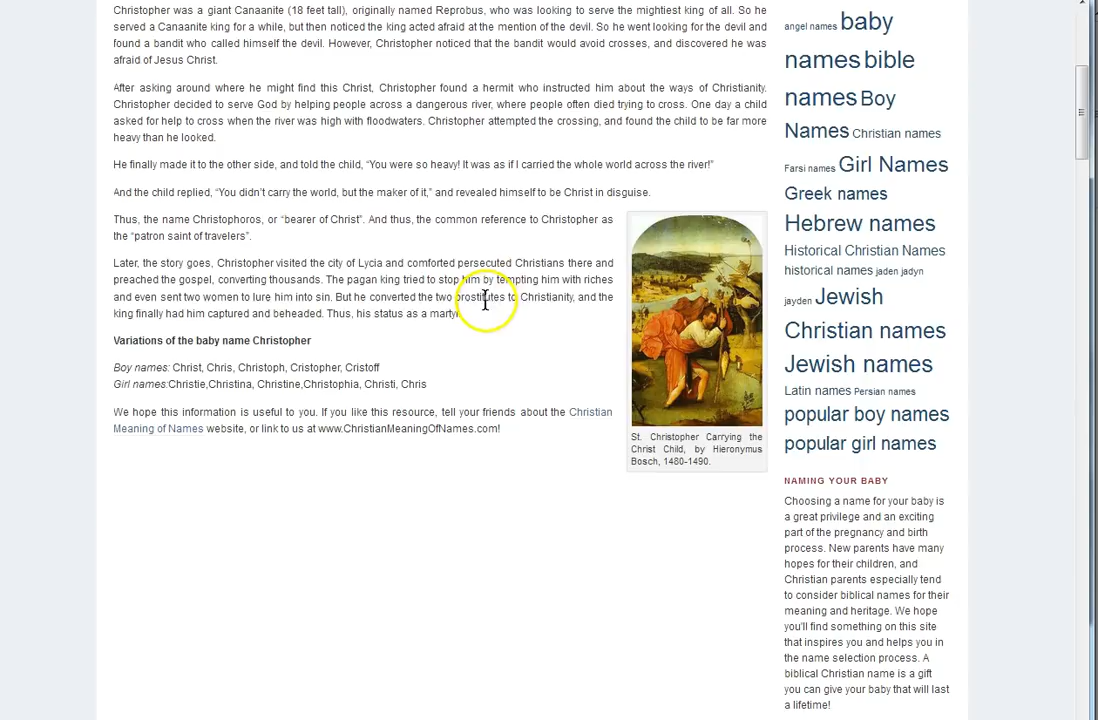 Christopher was a giant Canaanite (18 feet tall), originally named Reprobus, who was looking to serve the mightiest king of all. So he
served a Canaanite king for a while, but then noticed the king acted afraid at the mention of the devil. So he went looking for the devil and
found a bandit who called himself the devil. However, Christopher noticed that the bandit would avoid crosses, and discovered he was
afraid of Jesus Christ.
After asking around where he might find this Christ, Christopher found a hermit who instructed him about the ways of Christianity.
Christopher decided to serve God by helping people across a dangerous river, where people often died trying to cross. One day a child
asked for help to cross when the river was high with floodwaters. Christopher attempted the crossing, and found the child to be far more
heavy than he looked.
He finally made it to the other side, and told the child, “You were so heavy! It was as if I carried the whole world across the river!”
And the child replied, “You didn’t carry the world, but the maker of it,” and revealed himself to be Christ in disguise.
Thus, the name Christophoros, or “bearer of Christ”. And thus, the common reference to Christopher as
the “patron saint of travelers”.
Later, the story goes, Christopher visited the city of Lycia and comforted persecuted Christians there and
preached the gospel, converting thousands. The pagan king tried to stop him tempting him with riches
and even sent two women to lure him into sin. But he converted the two to Christianity, and the
king finally had him captured and beheaded. Thus, his status as a martyr
Variations of the baby name Christopher
Boy names: Christ, Chris, Christoph, Cristopher, Cristoff
Girl names:Christie,Christina, Christine,Christophia, Christi, Chris
We hope this information is useful to you. If you like this resource, tell your friends about the Christian
Meaning of Names website, or link to us at www.ChristianMeaningOfNames.com!
St. Christopher Carrying the
Christ Child, by Hieronymus
Bosch, 1480-1490.
angel names baby
names bible
names Boy
Names Christian names
Farsi names Girl Names
Greek names
Hebrew names
Historical Christian Names
historical names jaden jadyn
jayden Jewish
Christian names
Jewish names
Latin names Persian names
popular boy names
popular girl names
NAMING YOUR BABY
Choosing a name for your baby is
a great privilege and an exciting
part of the pregnancy and birth
process. New parents have many
hopes for their children, and
Christian parents especially tend
to consider biblical names for their
meaning and heritage. We hope
you'll find something on this site
that inspires you and helps you in
the name selection process. A
biblical Christian name is a gift
you can give your baby that will last
a lifetime!